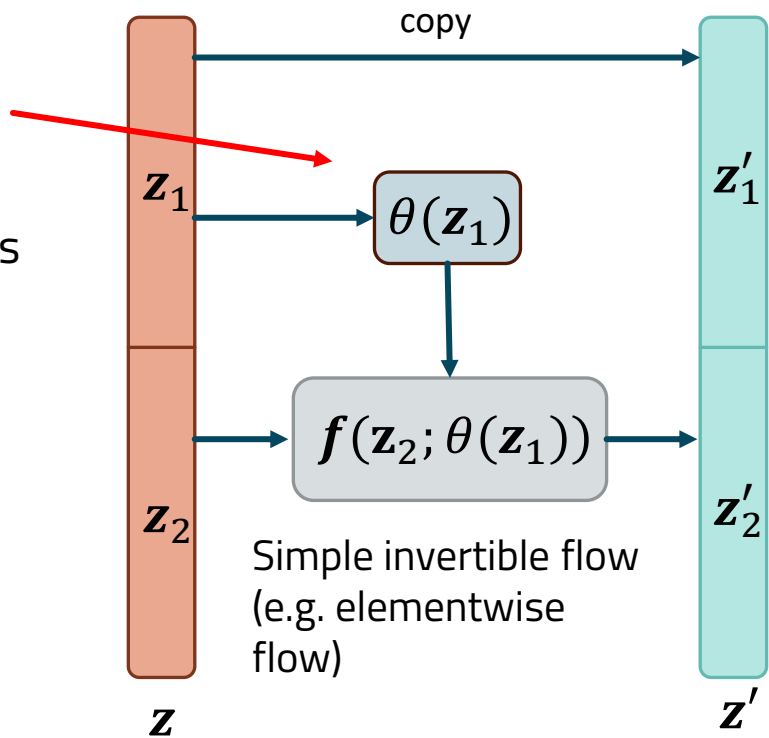 copy
z₁
z′₁
θ(z₁)
s
f(z₂; θ(z₁))
z₂
z′₂
Simple invertible flow
(e.g. elementwise
flow)
z
z′